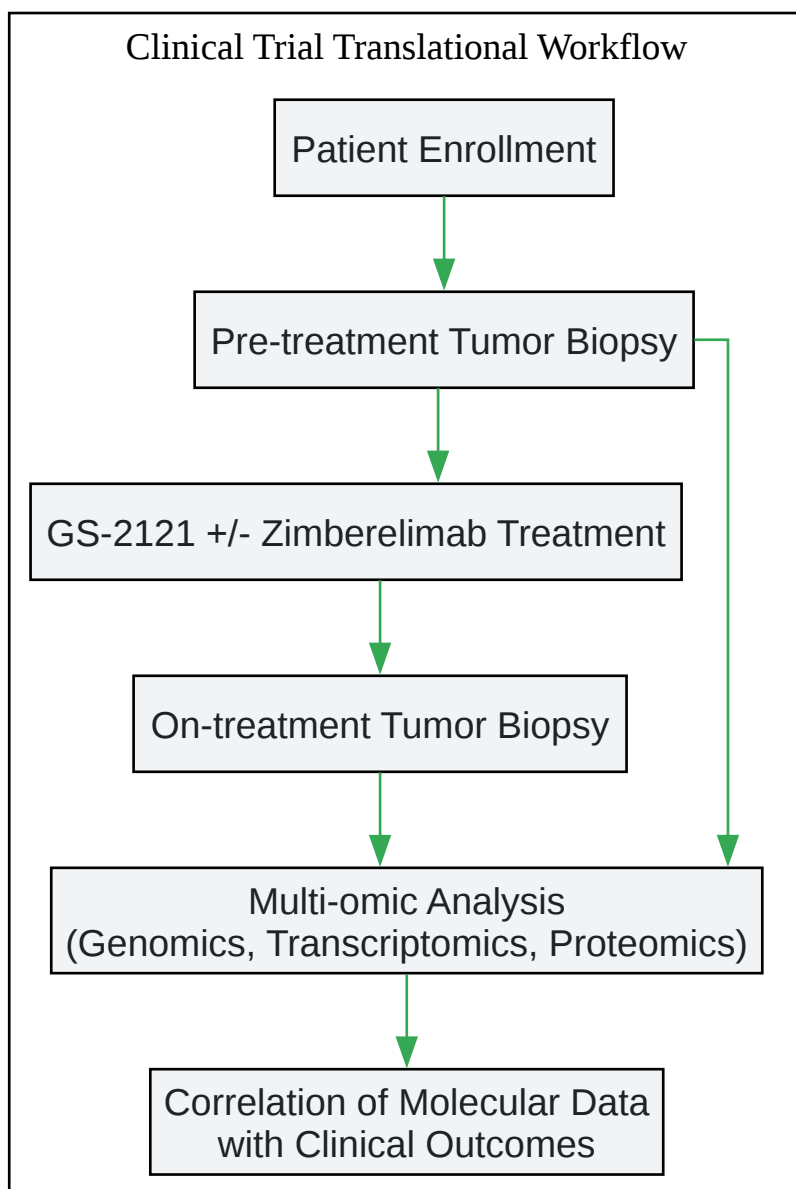 Clinical Trial Translational Workflow
Patient Enrollment
Pre-treatment Tumor Biopsy
GS-2121 +/- Zimberelimab Treatment
On-treatment Tumor Biopsy
Multi-omic Analysis
(Genomics, Transcriptomics, Proteomics)
Correlation of Molecular Data
with Clinical Outcomes